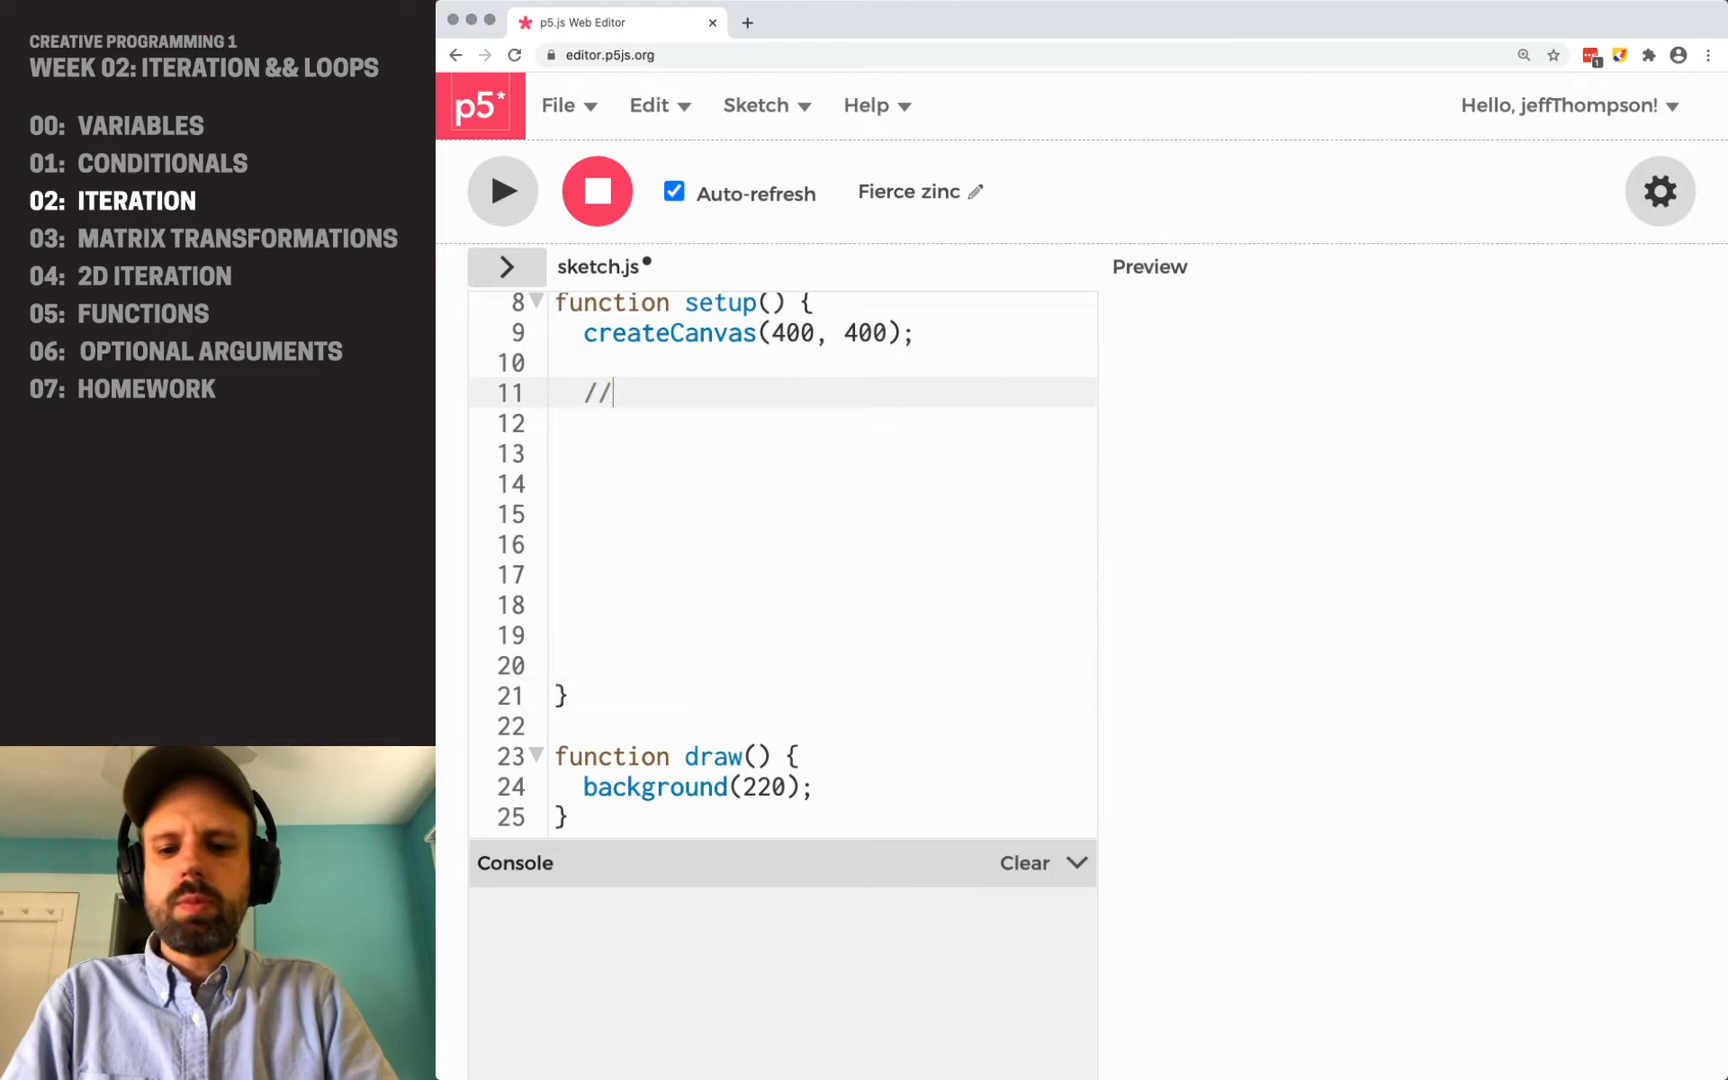 CREATIVE PROGRAMMING 1
WEEK 02: ITERATION && LOOPS
00: VARIABLES
01: CONDITIONALS
02: ITERATION
03: MATRIX TRANSFORMATIONS
04: 2D ITERATION
05: FUNCTIONS
06: OPTIONAL ARGUMENTS
07: HOMEWORK
p5.js Web Editor
editor.p5js.org
1
p5* File Edit Sketch Help Hello, jeffThompson!
Auto-refresh Fierce zinc
sketch.js Preview
8 function setup() {
9 createCanvas(400, 400);
10
11 //
12
13
14
15
16
17
18
19
20
21 }
22
23 function draw() {
24 background(220);
25 }
Console Clear